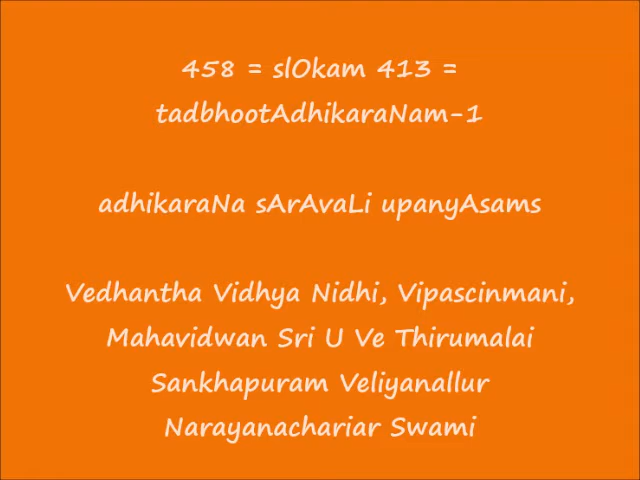 458 = slOkam 413 =
tadbhootAdhikaraNam-1
adhikaraNa sArAvaLi upanyAsams
Vedhantha Vidhya Nidhi, Vipascinmani,
Mahavidwan Sri U Ve Thirumalai
Sankhapuram Veliyanallur
Narayanachariar Swami